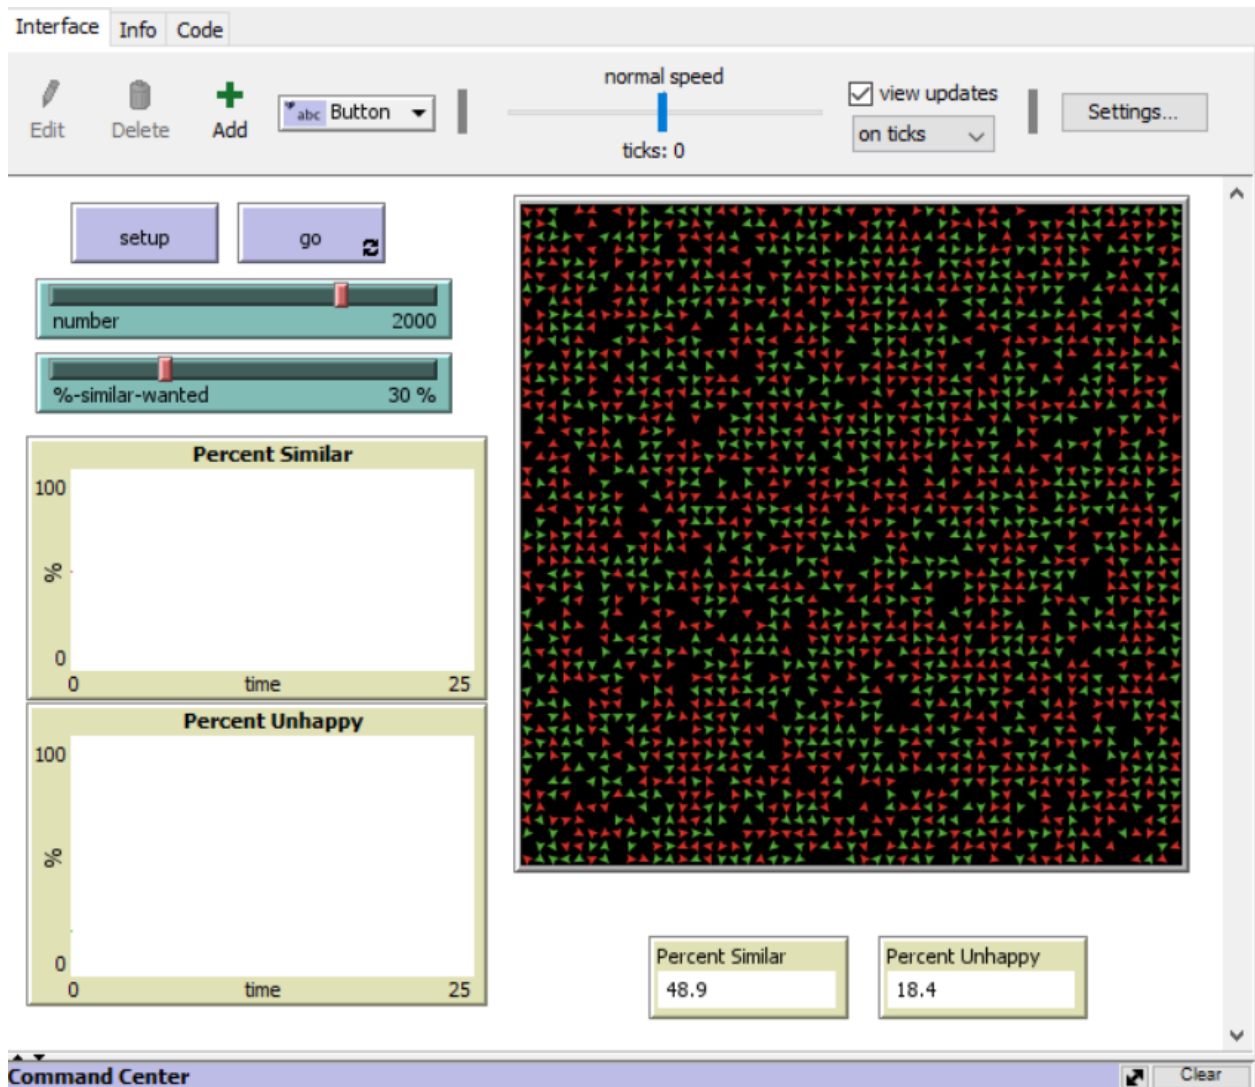 Interface Info Code
normal speed
view updates
Edit Delete Add abc Button Settings...
ticks: 0 on ticks
setup go
number 2000
%-similar-wanted 30 %
Percent Similar
100
%
0
0 time 25
Percent Unhappy
100
%
0
0 time 25
Percent Similar Percent Unhappy
48.9 18.4
Command Center Clear